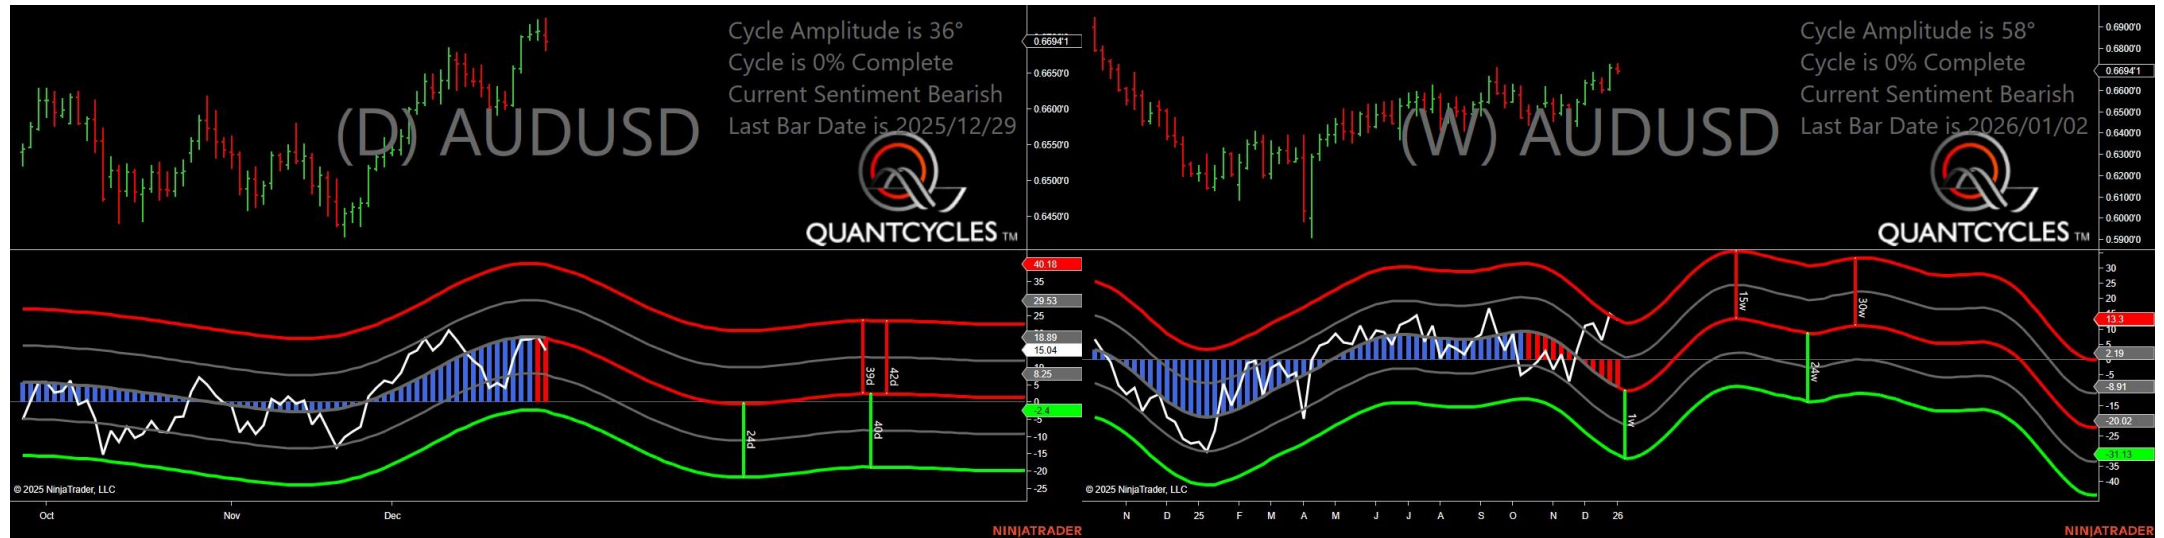 (D) AUDUSD
Cycle Amplitude is 36°
Cycle is 0% Complete
Current Sentiment Bearish
Last Bar Date is 2025/12/29
QUANTCYCLES TM
0.6694'1
0.6650'0
0.6600'0
0.6550'0
0.6500'0
0.6450'0
40.18
35
29.53
25
18.89
15.04
10
8.25
5
0
-2.4
-5
-10
-15
-20
-25
24d
39d
42d
40d
© 2025 NinjaTrader, LLC
Oct
Nov
Dec
NINJATRADER
(W) AUDUSD
Cycle Amplitude is 58°
Cycle is 0% Complete
Current Sentiment Bearish
Last Bar Date is 2026/01/02
QUANTCYCLES TM
0.6900'0
0.6800'0
0.6694'1
0.6600'0
0.6500'0
0.6400'0
0.6300'0
0.6200'0
0.6100'0
0.6000'0
0.5900'0
30
25
20
13.3
10
2.19
-5
-8.91
-15
-20.02
-25
-31.13
-35
-40
1w
15w
24w
30w
© 2025 NinjaTrader, LLC
N D 25 F M A M J J A S O N D 26
NINJATRADER